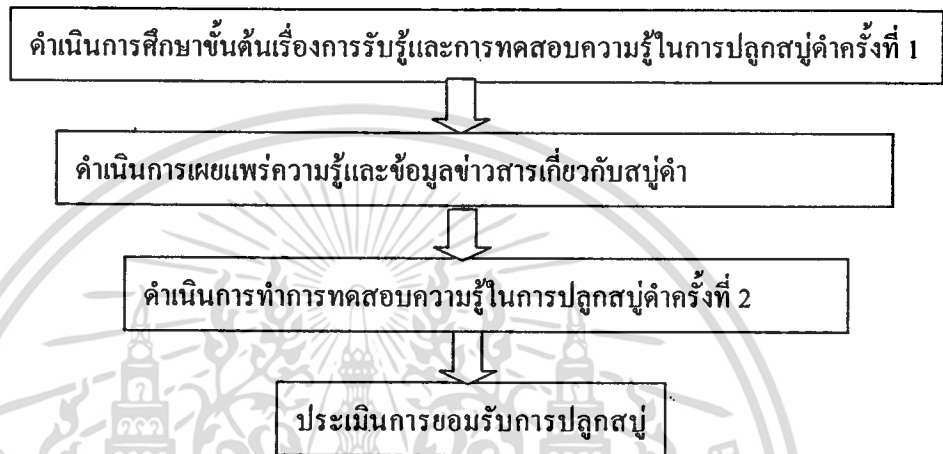 ดำเนินการศึกษาขั้นต้นเรื่องการรับรู้และการทดสอบความรู้ในการปลูกสบู่ดำครั้งที่ 1
ดำเนินการเผยแพร่ความรู้และข้อมูลข่าวสารเกี่ยวกับสบู่ดำ
ดำเนินการทำการทดสอบความรู้ในการปลูกสบู่ดำครั้งที่ 2
ประเมินการยอมรับการปลูกสบู่